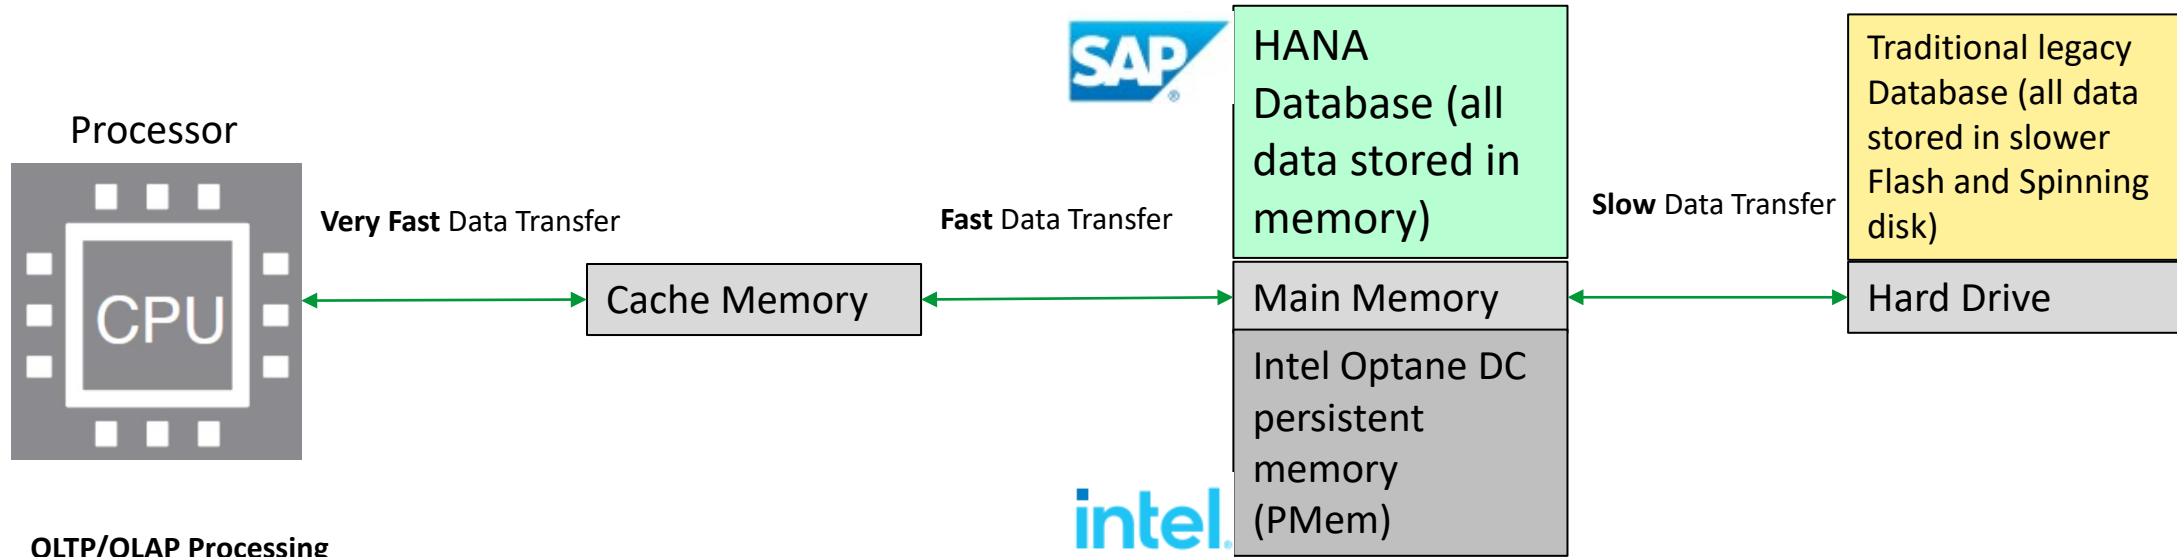 Processor
CPU
OLTP/OLAP Processing
Very Fast Data Transfer
Cache Memory
Fast Data Transfer
SAP
®
HANA
Database (all
data stored in
memory)
Main Memory
Intel Optane DC
persistent
memory
(PMem)
intel.
Slow Data Transfer
Traditional legacy
Database (all data
stored in slower
Flash and Spinning
disk)
Hard Drive